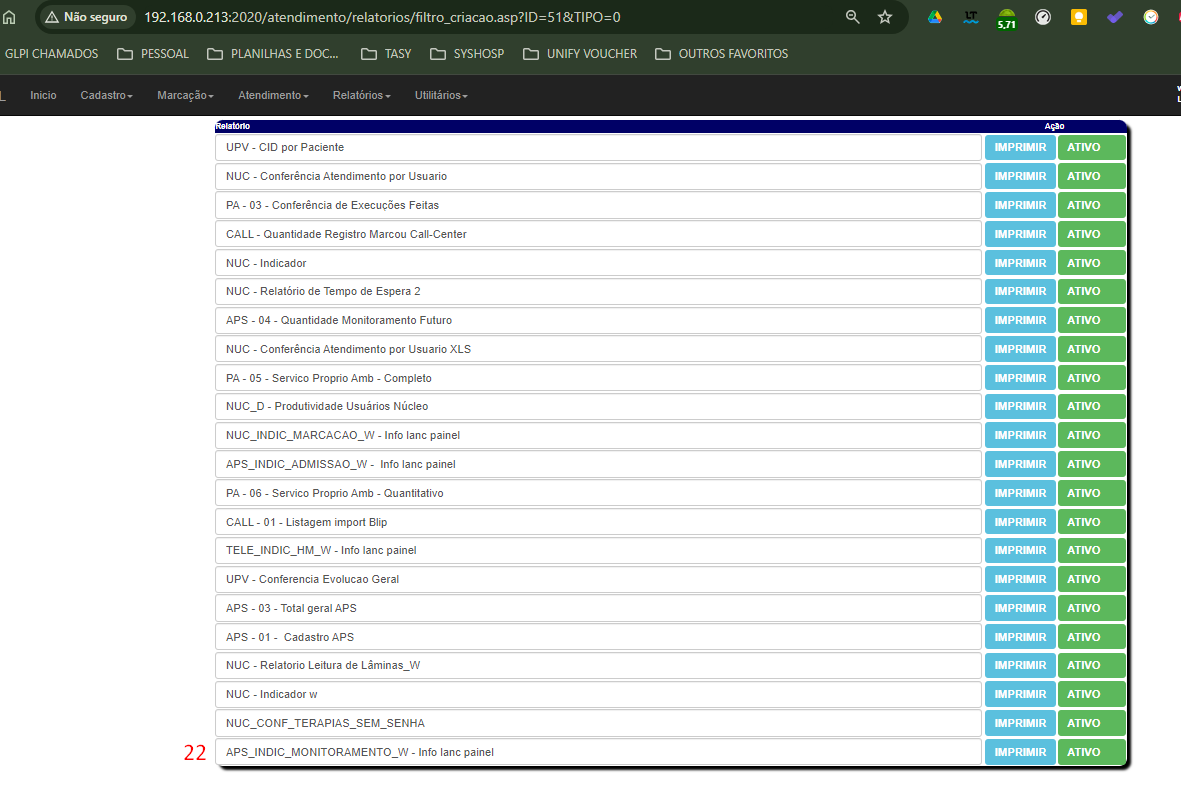 Não seguro 192.168.0.213:2020/atendimento/relatorios/filtro_criacao.asp?ID=51&TIPO=0
5,71
GLPI CHAMADOS PESSOAL PLANILHAS E DOC... TASY SYSHOSP UNIFY VOUCHER OUTROS FAVORITOS
Inicio Cadastro Marcação Atendimento Relatórios Utilitários
Relatório Ação
UPV - CID por Paciente IMPRIMIR ATIVO
NUC - Conferência Atendimento por Usuario IMPRIMIR ATIVO
PA - 03 - Conferência de Execuções Feitas IMPRIMIR ATIVO
CALL - Quantidade Registro Marcou Call-Center IMPRIMIR ATIVO
NUC - Indicador IMPRIMIR ATIVO
NUC - Relatório de Tempo de Espera 2 IMPRIMIR ATIVO
APS - 04 - Quantidade Monitoramento Futuro IMPRIMIR ATIVO
NUC - Conferência Atendimento por Usuario XLS IMPRIMIR ATIVO
PA - 05 - Servico Proprio Amb - Completo IMPRIMIR ATIVO
NUC_D - Produtividade Usuários Núcleo IMPRIMIR ATIVO
NUC_INDIC_MARCACAO_W - Info lanc painel IMPRIMIR ATIVO
APS_INDIC_ADMISSAO_W - Info lanc painel IMPRIMIR ATIVO
PA - 06 - Servico Proprio Amb - Quantitativo IMPRIMIR ATIVO
CALL - 01 - Listagem import Blip IMPRIMIR ATIVO
TELE_INDIC_HM_W - Info lanc painel IMPRIMIR ATIVO
UPV - Conferencia Evolucao Geral IMPRIMIR ATIVO
APS - 03 - Total geral APS IMPRIMIR ATIVO
APS - 01 - Cadastro APS IMPRIMIR ATIVO
NUC - Relatorio Leitura de Lâminas_W IMPRIMIR ATIVO
NUC - Indicador w IMPRIMIR ATIVO
NUC_CONF_TERAPIAS_SEM_SENHA IMPRIMIR ATIVO
22 APS_INDIC_MONITORAMENTO_W - Info lanc painel IMPRIMIR ATIVO